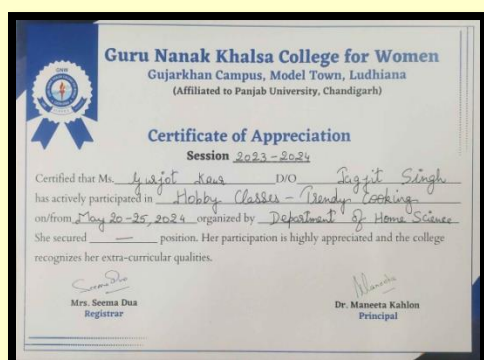 Guru Nanak Khalsa College for Women
Gujarkhan Campus, Model Town, Ludhiana
(Affiliated to Panjab University, Chandigarh)
Certificate of Appreciation
Session 2023-2024
Certified that Ms. Gurjot Kaur D/O Jagjit Singh
has actively participated in Hobby Classes - Trendy Cooking
on/from May 20-25, 2024 organized by Department of Home Science
She secured — position. Her participation is highly appreciated and the college
recognizes her extra-curricular qualities.
Mrs. Seema Dua
Registrar
Dr. Maneeta Kahlon
Principal